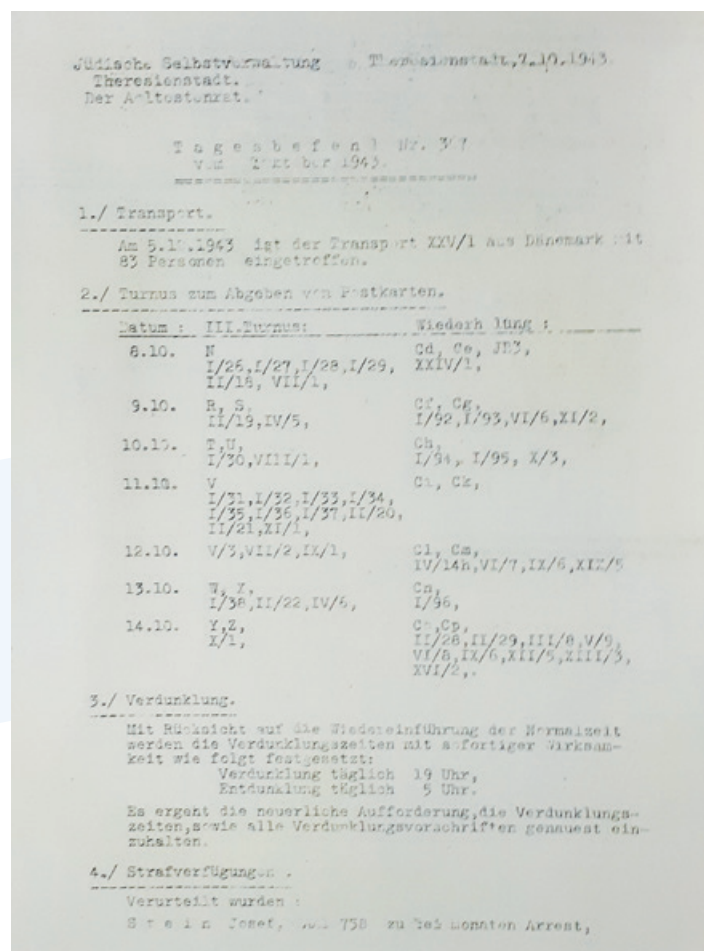 Jüdische Selbstverwaltung Theresienstadt, 7.10.1943
Theresienstadt.
Der Aeltestenrat.
Tagesbefehl Nr.
vom 1943.
1./ Transport.
Am 5.10.1943 ist der Transport XXV/1 aus Dänemark mit
83 Personen eingetroffen.
2./ Turnus zum Abgeben von Postkarten.
Datum : III.Turnus: Wiederholung :
8.10. N Cd, Ce, JB3,
I/26,I/27,I/28,I/29, XXIV/1,
II/18, VII/1,
9.10. R, S, Cf, Cg,
II/19,IV/5, I/92,I/93,VI/6,XI/2,
10.10. T,U, Ch,
I/30,VIII/1, I/94, I/95, X/3,
11.10. V Ci, Ck,
I/31,I/32,I/33,I/34,
I/35,I/36,I/37,II/20,
II/21,XI/1,
12.10. V/3,VII/2,IX/1, Cl, Cm,
IV/14h,VI/7,IX/6,XIX/5
13.10. W, X, Cn,
I/38,II/22,IV/6, I/96,
14.10. Y,Z, Co,Cp,
X/1, II/28,II/29,III/8,V/9,
VI/8,IX/6,XII/5,XIII/3,
XVI/2,.
3./ Verdunklung.
Mit Rücksicht auf die Wiedereinführung der Normalzeit
werden die Verdunklungszeiten mit sofortiger Wirksam-
keit wie folgt festgesetzt:
Verdunklung täglich 19 Uhr,
Entdunklung täglich 5 Uhr.
Es ergeht die neuerliche Aufforderung,die Verdunklungs-
zeiten,sowie alle Verdunklungsvorschriften genauest ein-
zuhalten.
4./ Strafverfügungen.
Verurteilt wurden :
Stein Josef, 758 zu Monaten Arrest,